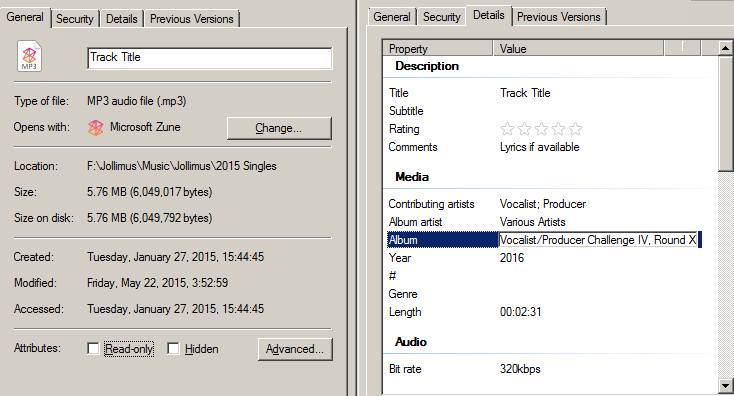 General Security Details Previous Versions
MP3
Track Title
Type of file: MP3 audio file (.mp3)
Opens with: Microsoft Zune Change...
Location: F:\Jollimus\Music\Jollimus\2015 Singles
Size: 5.76 MB (6,049,017 bytes)
Size on disk: 5.76 MB (6,049,792 bytes)
Created: Tuesday, January 27, 2015, 15:44:45
Modified: Friday, May 22, 2015, 3:52:59
Accessed: Tuesday, January 27, 2015, 15:44:45
Attributes: Read-only Hidden Advanced...
General Security Details Previous Versions
Property Value
Description
Title Track Title
Subtitle
Rating
Comments Lyrics if available
Media
Contributing artists Vocalist; Producer
Album artist Various Artists
Album Vocalist/Producer Challenge IV, Round X
Year 2016
#
Genre
Length 00:02:31
Audio
Bit rate 320kbps